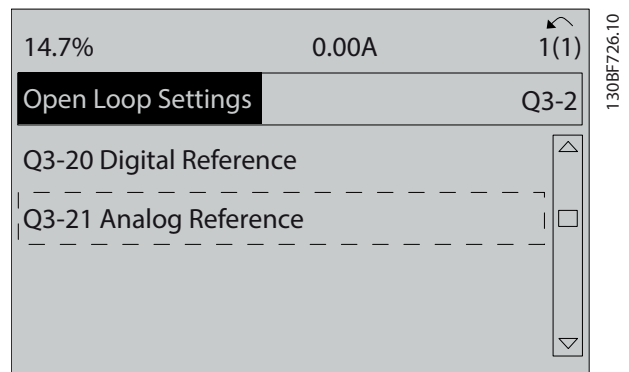 14.7% 0.00A 1(1)
Open Loop Settings Q3-2
Q3-20 Digital Reference
Q3-21 Analog Reference
130BF726.10